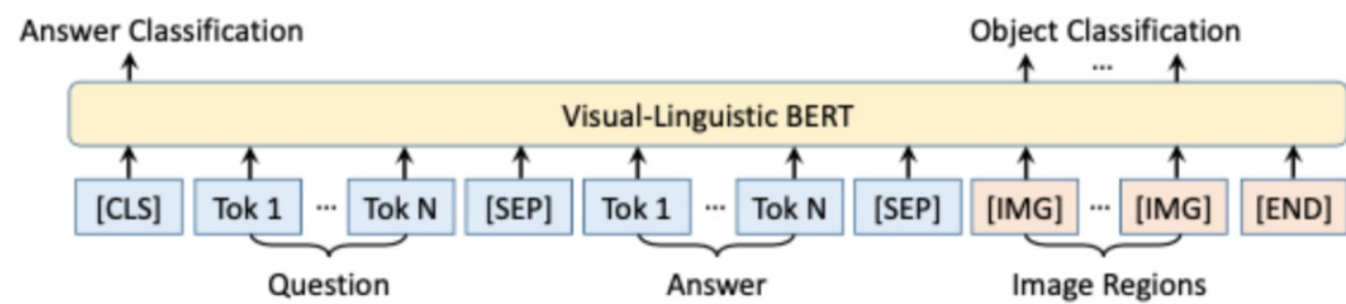 Answer Classification Object Classification
...
Visual-Linguistic BERT
[CLS] Tok 1 ... Tok N [SEP] Tok 1 ... Tok N [SEP] [IMG] ... [IMG] [END]
Question Answer Image Regions